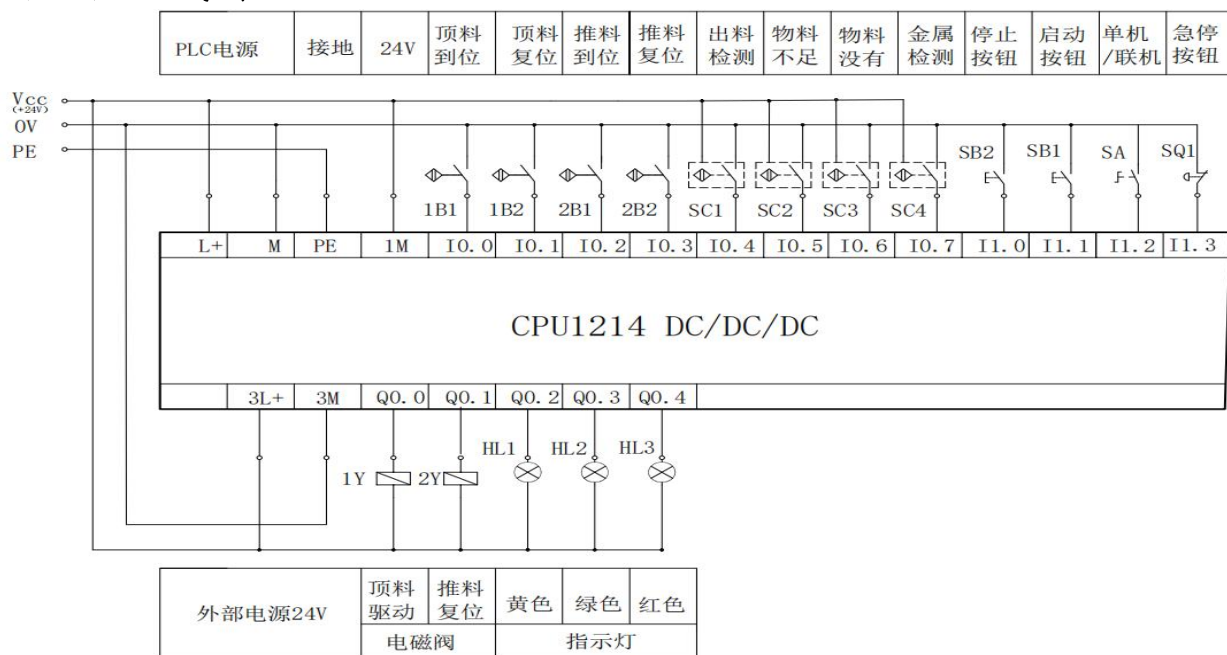 PLC电源 接地 24V 顶料到位 顶料复位 推料到位 推料复位 出料检测 物料不足 物料没有 金属检测 停止按钮 启动按钮 单机/联机 急停按钮
Vcc
(+24V)
0V
PE
SB2 SB1 SA SQ1
1B1 1B2 2B1 2B2 SC1 SC2 SC3 SC4
L+ M PE 1M I0.0 I0.1 I0.2 I0.3 I0.4 I0.5 I0.6 I0.7 I1.0 I1.1 I1.2 I1.3
CPU1214 DC/DC/DC
3L+ 3M Q0.0 Q0.1 Q0.2 Q0.3 Q0.4
HL1 HL2 HL3
1Y 2Y
外部电源24V 顶料驱动 推料复位 黄色 绿色 红色
电磁阀 指示灯